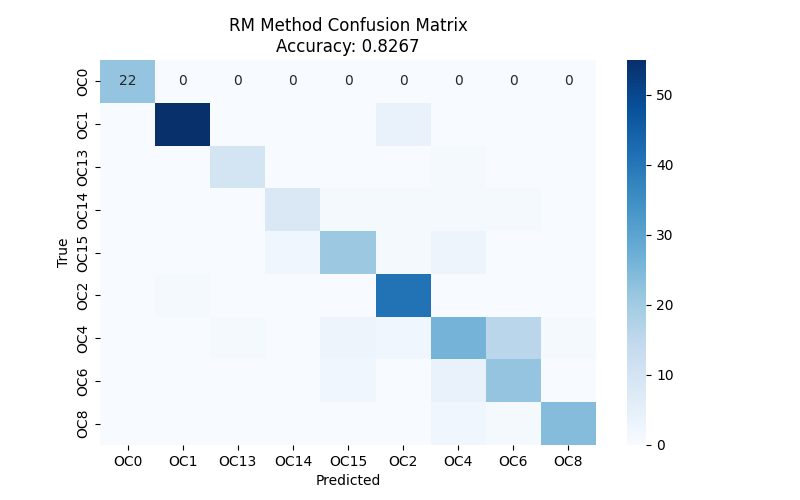 RM Method Confusion Matrix
Accuracy: 0.8267
True
OC0 22 0 0 0 0 0 0 0 0
OC1
OC13
OC14
OC15
OC2
OC4
OC6
OC8
OC0 OC1 OC13 OC14 OC15 OC2 OC4 OC6 OC8
Predicted
50
40
30
20
10
0